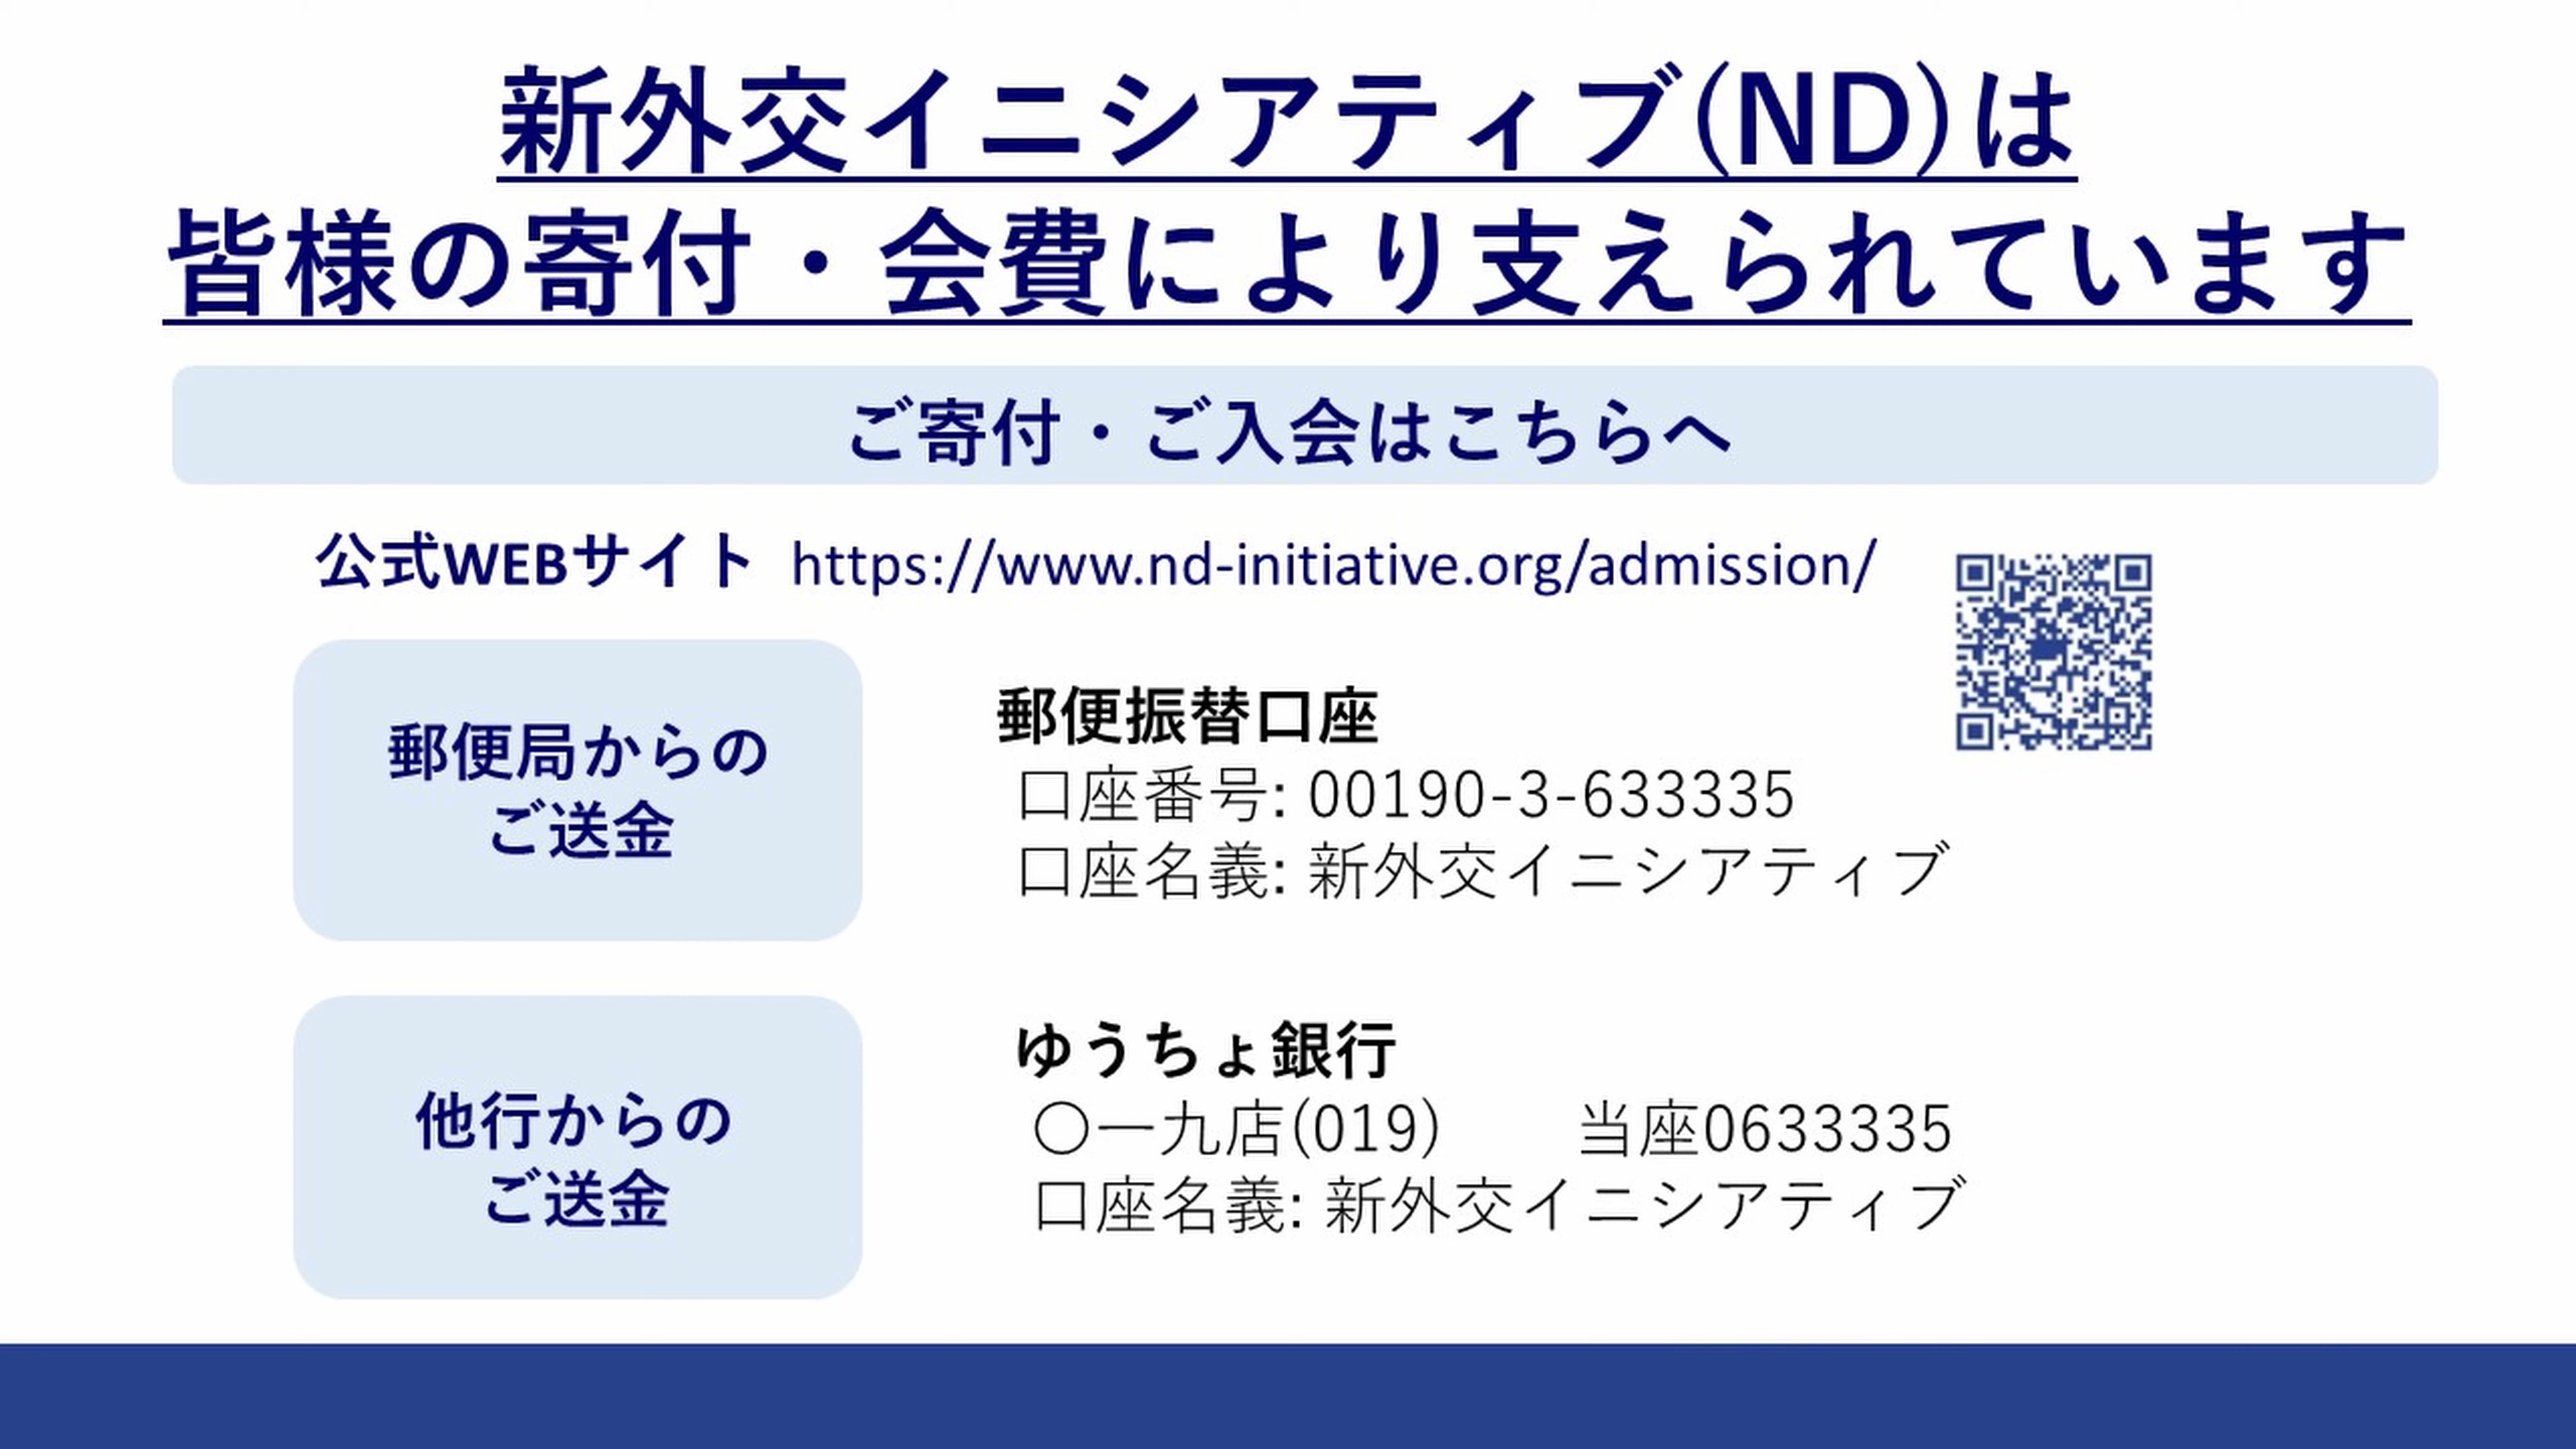 新外交イニシアティブ(ND)は
皆様の寄付・会費により支えられています
ご寄付・ご入会はこちらへ
公式WEBサイト https://www.nd-initiative.org/admission/
郵便局からの
ご送金
郵便振替口座
口座番号: 00190-3-633335
口座名義: 新外交イニシアティブ
他行からの
ご送金
ゆうちょ銀行
〇一九店(019)　　当座0633335
口座名義: 新外交イニシアティブ